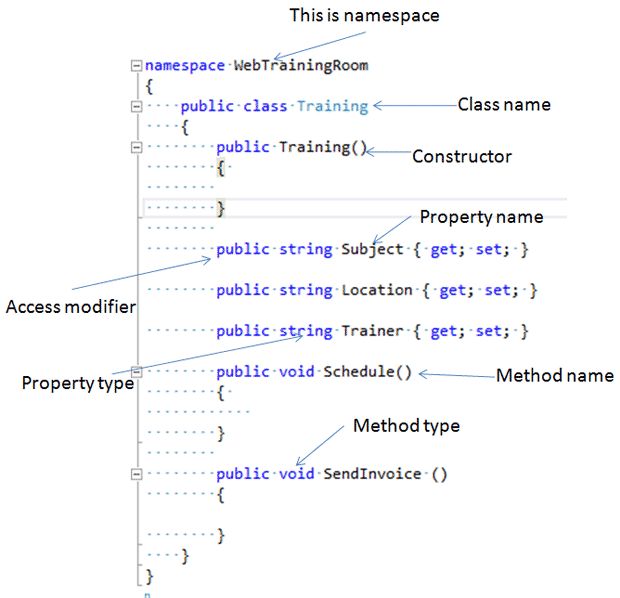 This is namespace
namespace WebTrainingRoom
{
public class Training
Class name
{
public Training()
Constructor
{
}
Property name
public string Subject { get; set; }
public string Location { get; set; }
Access modifier
public string Trainer { get; set; }
Property type
public void Schedule()
Method name
{
}
Method type
public void SendInvoice ()
{
}
}
}